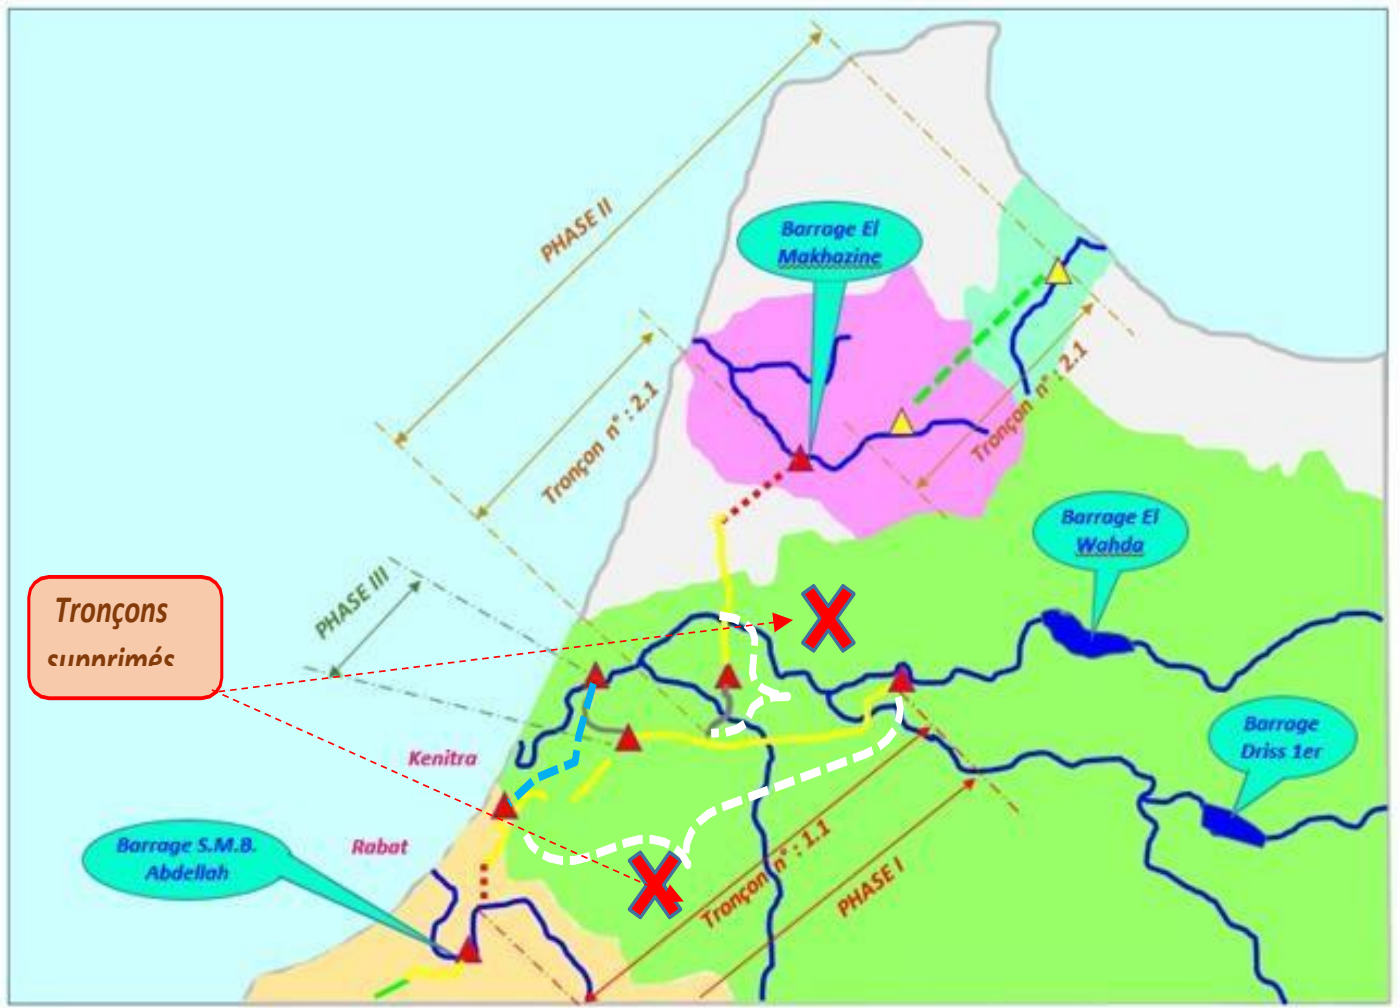 PHASE II
Barrage El
Makhazine
Tronçon n° : 2.1
Tronçon n° : 2.1
Barrage El
Wahda
PHASE III
Tronçons
supprimés
Barrage
Driss 1er
Kenitra
Rabat
Barrage S.M.B.
Abdellah
Tronçon n° : 1.1
PHASE I